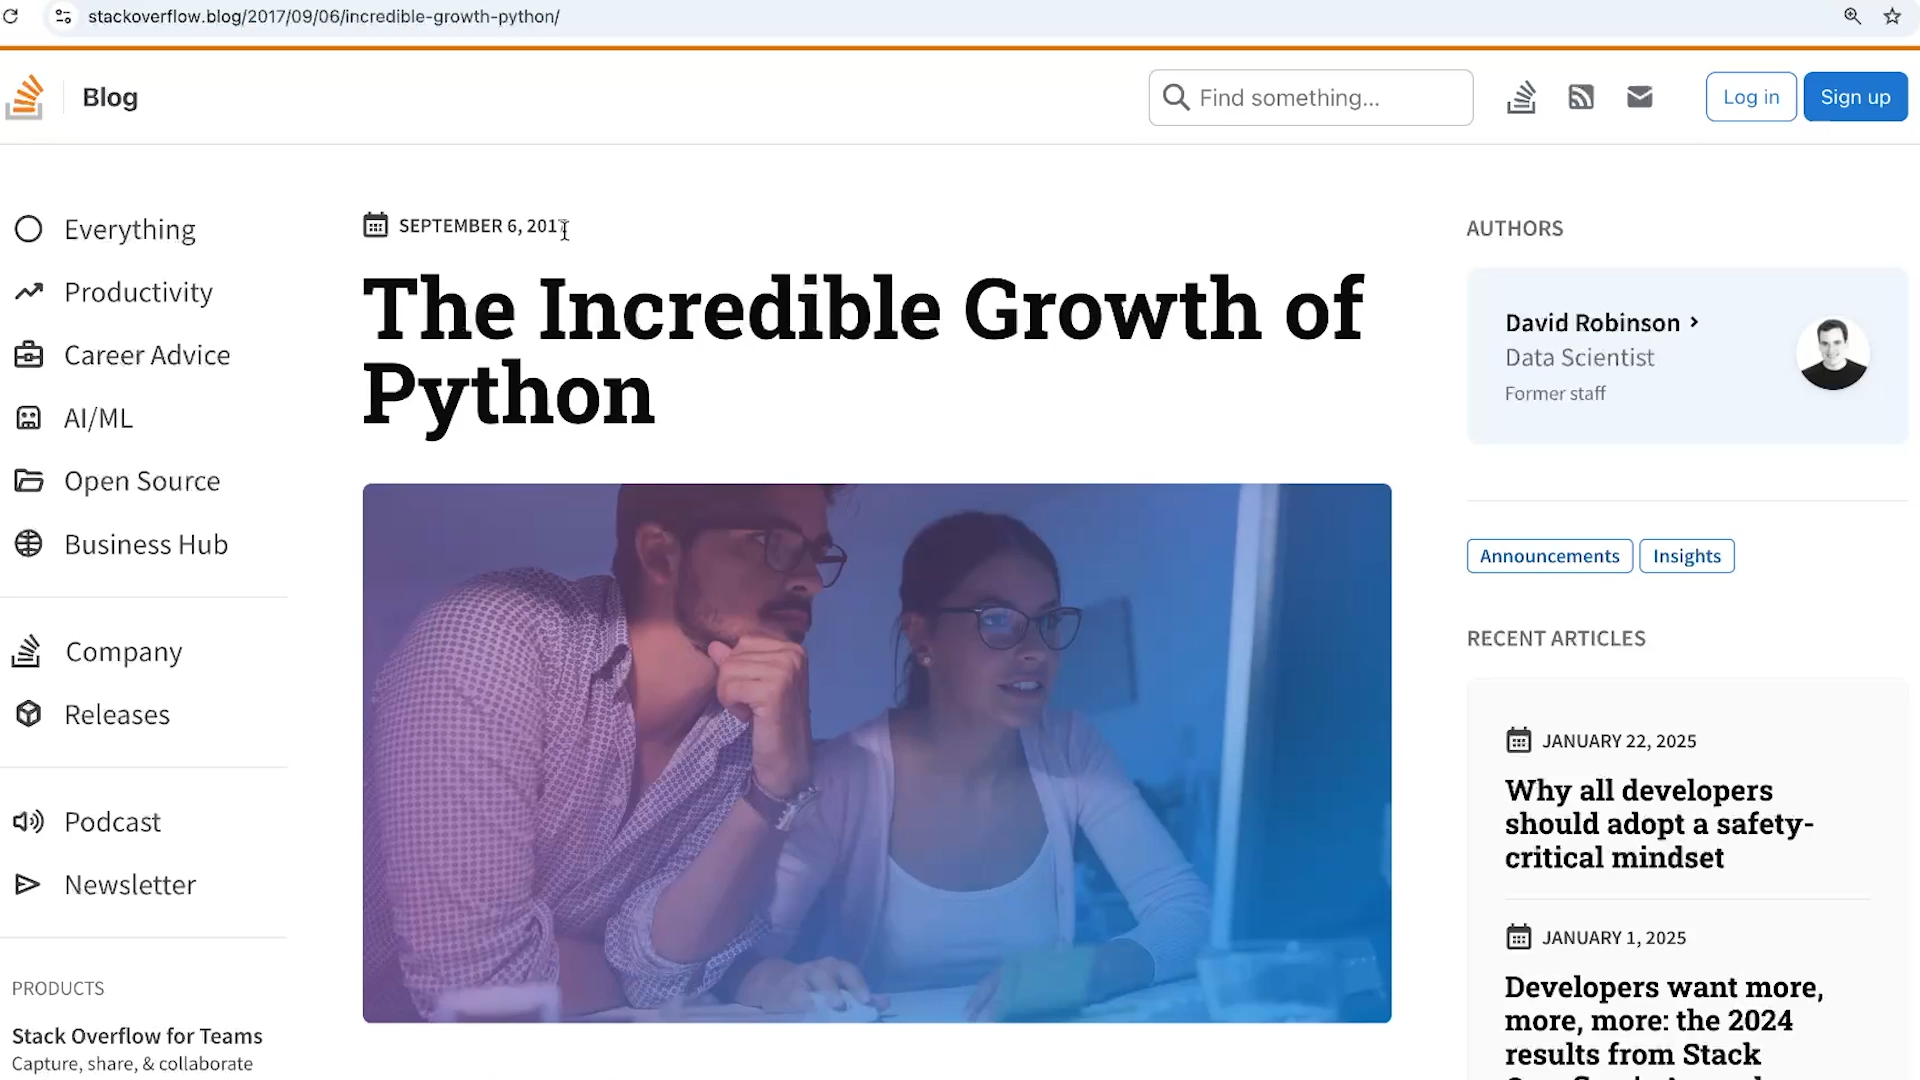 stackoverflow.blog/2017/09/06/incredible-growth-python/
Blog
Find something...
Log in
Sign up
Everything
Productivity
Career Advice
AI/ML
Open Source
Business Hub
Company
Releases
Podcast
Newsletter
PRODUCTS
Stack Overflow for Teams
Capture, share, & collaborate
SEPTEMBER 6, 2017
The Incredible Growth of
Python
AUTHORS
David Robinson
Data Scientist
Former staff
Announcements
Insights
RECENT ARTICLES
JANUARY 22, 2025
Why all developers
should adopt a safety-
critical mindset
JANUARY 1, 2025
Developers want more,
more, more: the 2024
results from Stack